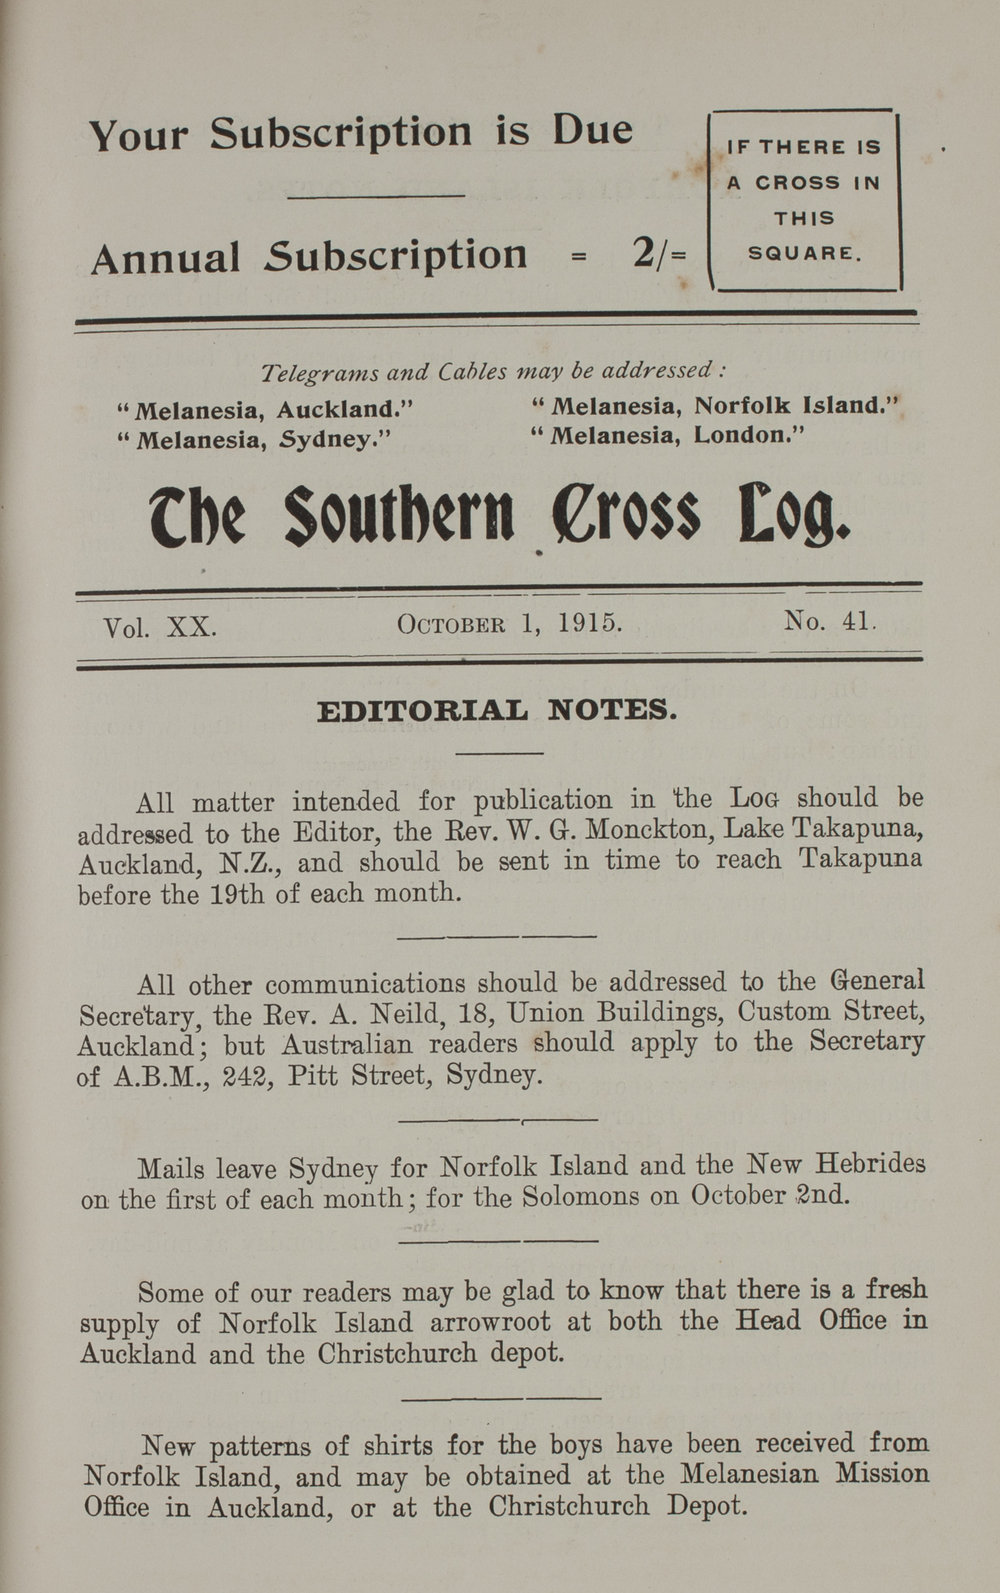 Your Subscription is Due
Annual Subscription = 2/=
IF THERE IS
A CROSS IN
THIS
SQUARE.
Telegrams and Cables may be addressed :
"Melanesia, Auckland." "Melanesia, Norfolk Island."
"Melanesia, Sydney." "Melanesia, London."
The Southern Cross Log.
Vol. XX. October 1, 1915. No. 41.
EDITORIAL NOTES.
All matter intended for publication in the Log should be
addressed to the Editor, the Rev. W. G. Monckton, Lake Takapuna,
Auckland, N.Z., and should be sent in time to reach Takapuna
before the 19th of each month.
All other communications should be addressed to the General
Secretary, the Rev. A. Neild, 18, Union Buildings, Custom Street,
Auckland; but Australian readers should apply to the Secretary
of A.B.M., 242, Pitt Street, Sydney.
Mails leave Sydney for Norfolk Island and the New Hebrides
on the first of each month; for the Solomons on October 2nd.
Some of our readers may be glad to know that there is a fresh
supply of Norfolk Island arrowroot at both the Head Office in
Auckland and the Christchurch depot.
New patterns of shirts for the boys have been received from
Norfolk Island, and may be obtained at the Melanesian Mission
Office in Auckland, or at the Christchurch Depot.